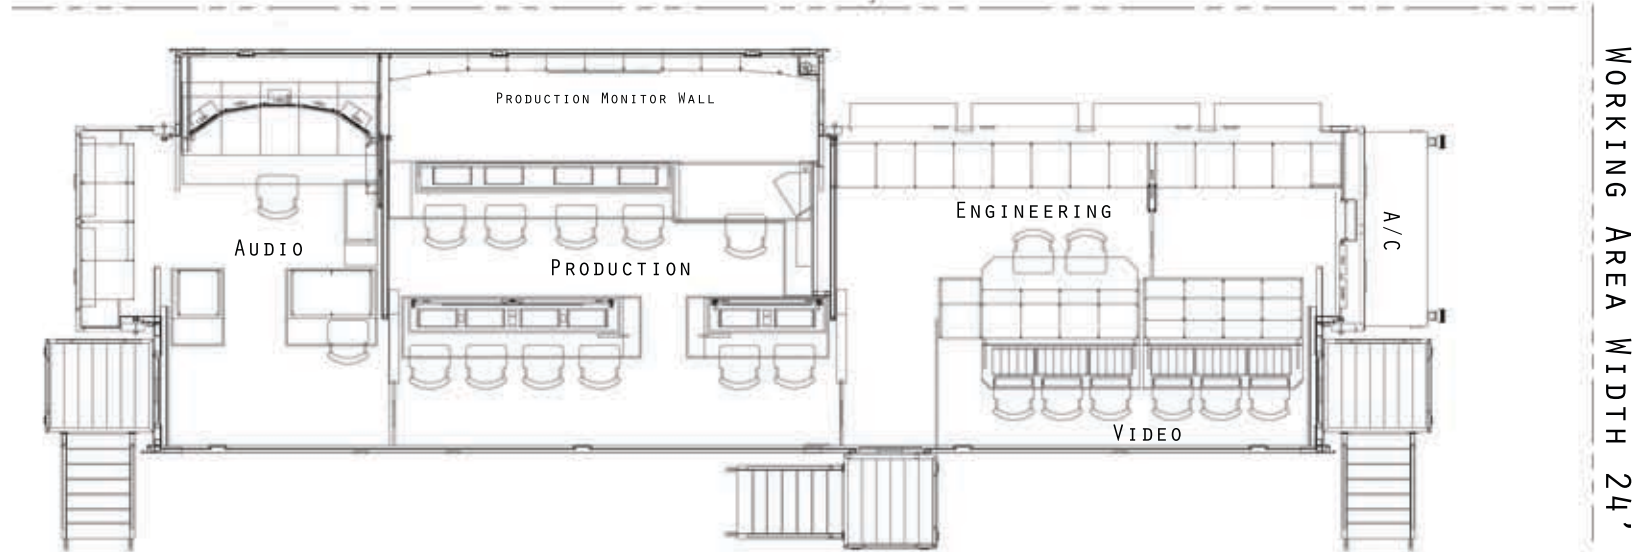 Production Monitor Wall
Engineering
Audio
Production
Video
A/C
Working Area Width 24'